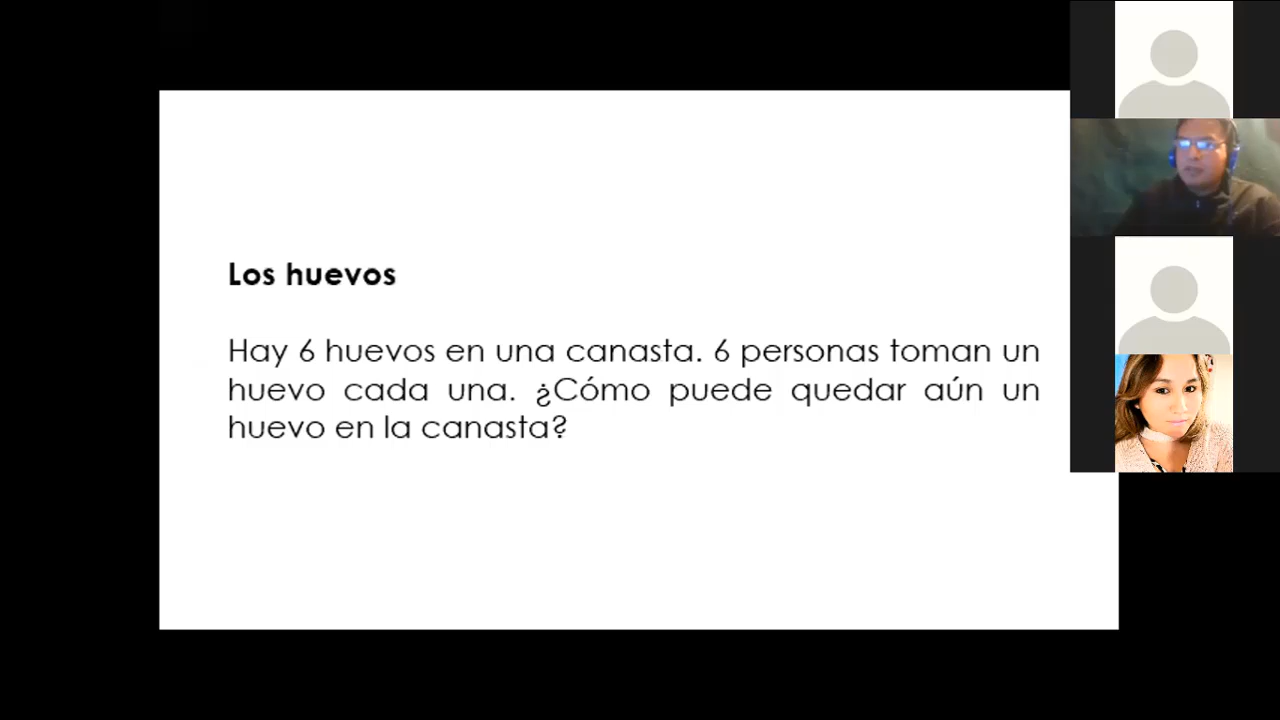 Los huevos
Hay 6 huevos en una canasta. 6 personas toman un
huevo cada una. ¿Cómo puede quedar aún un
huevo en la canasta?